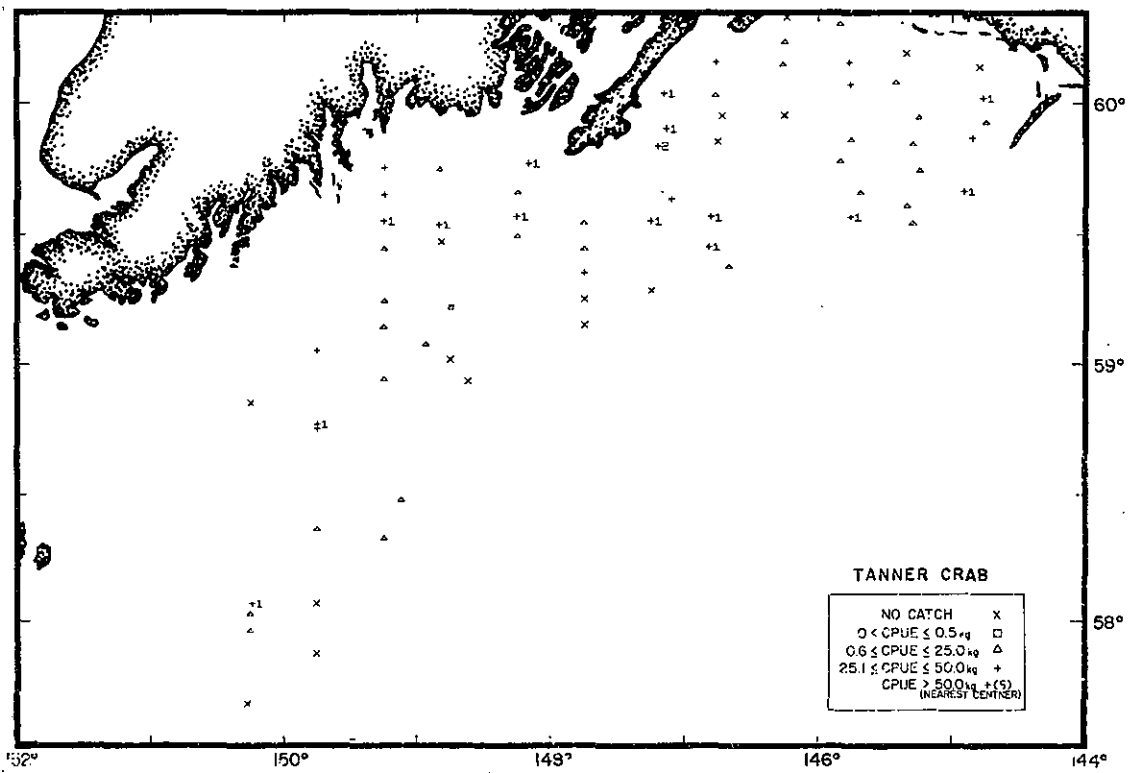 +1
60°
+1
+1
+2
+1
+1
+1
+1
+1
+1
+1
+1
+1
59°
+1
TANNER CRAB
NO CATCH x
0 < CPUE ≤ 0.5 kg □
0.6 ≤ CPUE ≤ 25.0 kg △
+1
58°
25.1 ≤ CPUE ≤ 50.0 kg +
CPUE > 50.0 kg +(S)
(NEAREST CENTNER)
152° 150° 148° 146° 144°